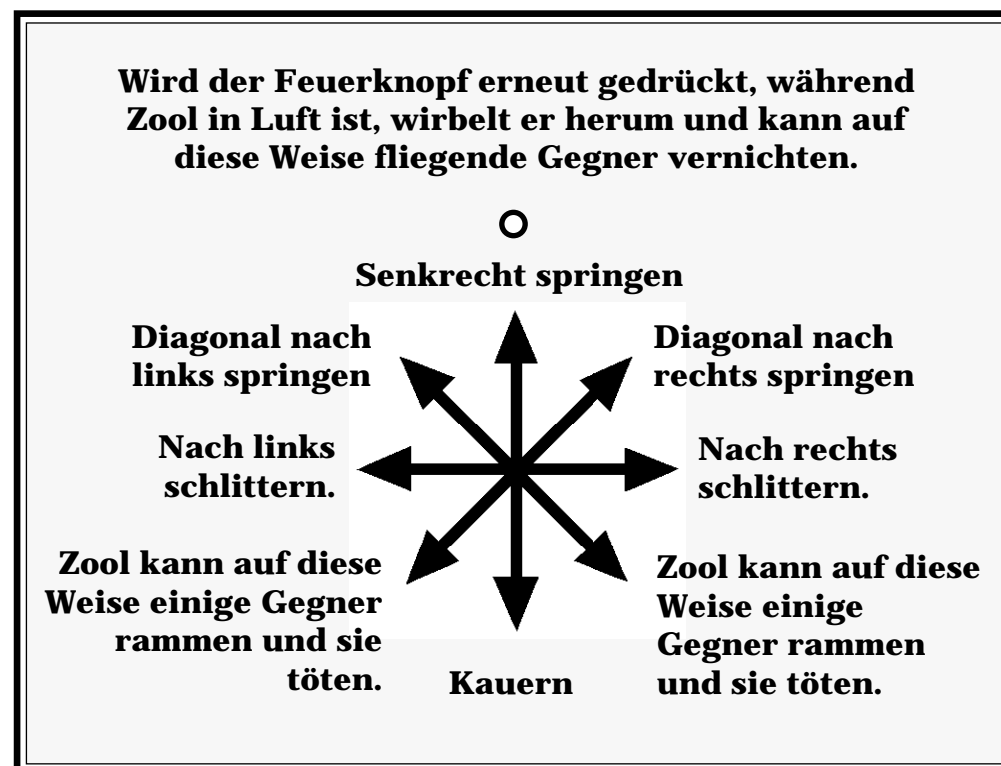 Wird der Feuerknopf erneut gedrückt, während
Zool in Luft ist, wirbelt er herum und kann auf
diese Weise fliegende Gegner vernichten.
Senkrecht springen
Diagonal nach
links springen
Diagonal nach
rechts springen
Nach links
schlittern.
Nach rechts
schlittern.
Zool kann auf diese
Weise einige Gegner
rammen und sie
töten.
Kauern
Zool kann auf diese
Weise einige
Gegner rammen
und sie töten.